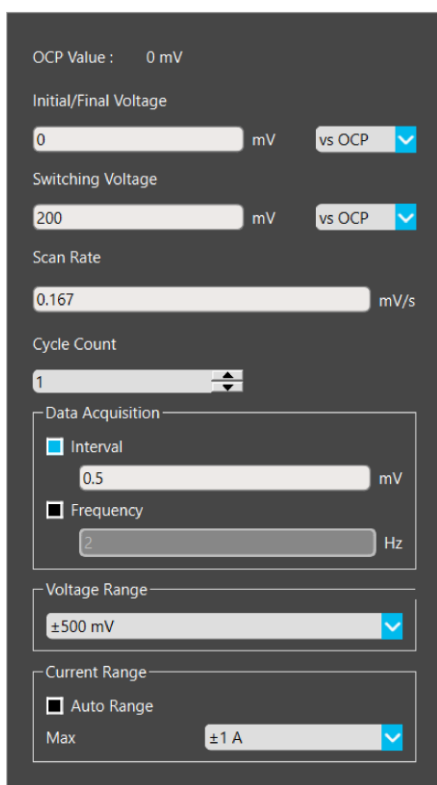 OCP Value : 0 mV
Initial/Final Voltage
0 mV vs OCP
Switching Voltage
200 mV vs OCP
Scan Rate
0.167 mV/s
Cycle Count
1
Data Acquisition
Interval
0.5 mV
Frequency
2 Hz
Voltage Range
±500 mV
Current Range
Auto Range
Max ±1 A